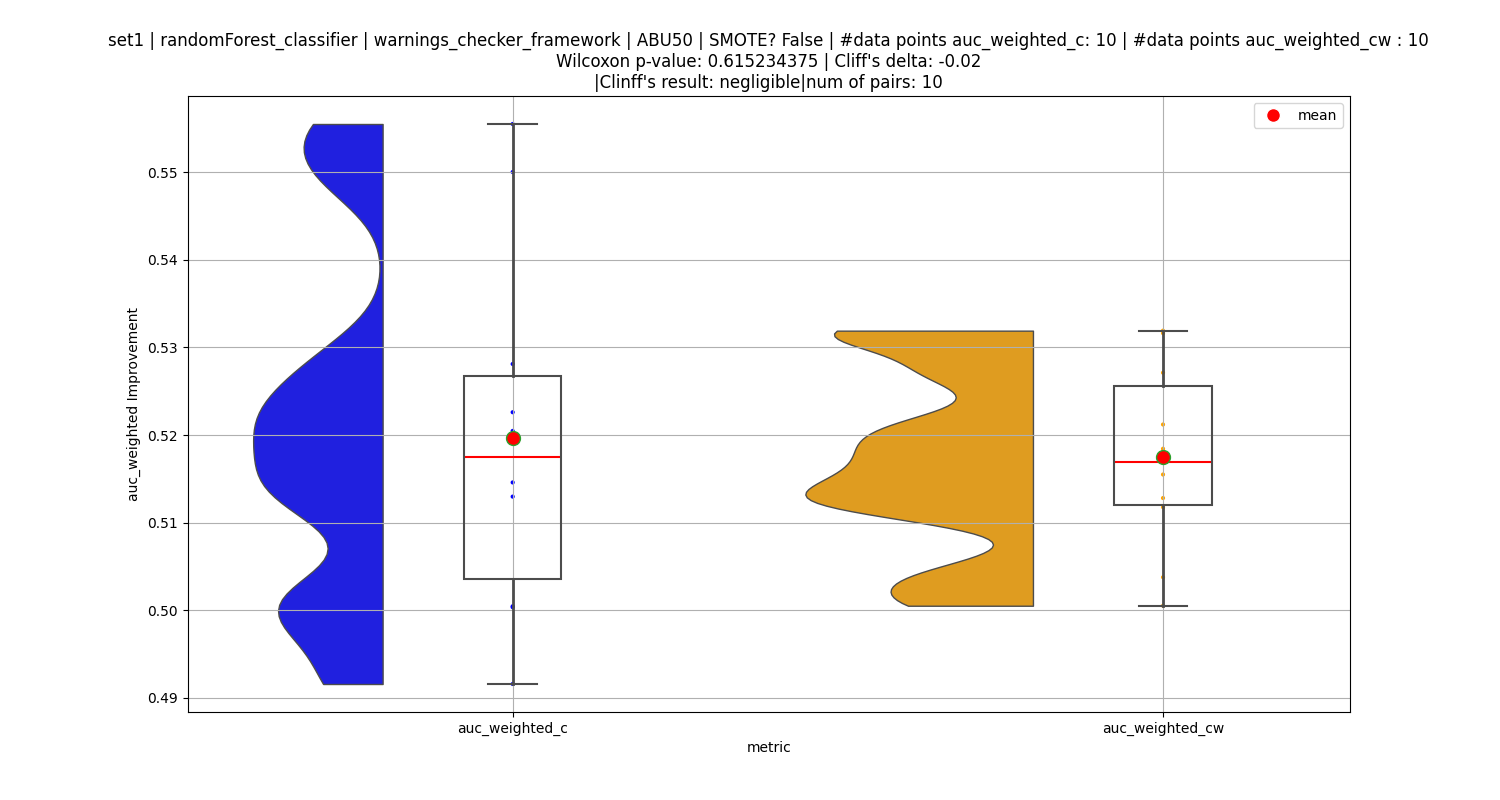 set1 | randomForest_classifier | warnings_checker_framework | ABU50 | SMOTE? False | #data points auc_weighted_c: 10 | #data points auc_weighted_cw : 10
Wilcoxon p-value: 0.615234375 | Cliff's delta: -0.02
|Clinff's result: negligible|num of pairs: 10
mean
0.55
0.54
0.53
0.52
0.51
0.50
0.49
auc_weighted Improvement
auc_weighted_c
auc_weighted_cw
metric